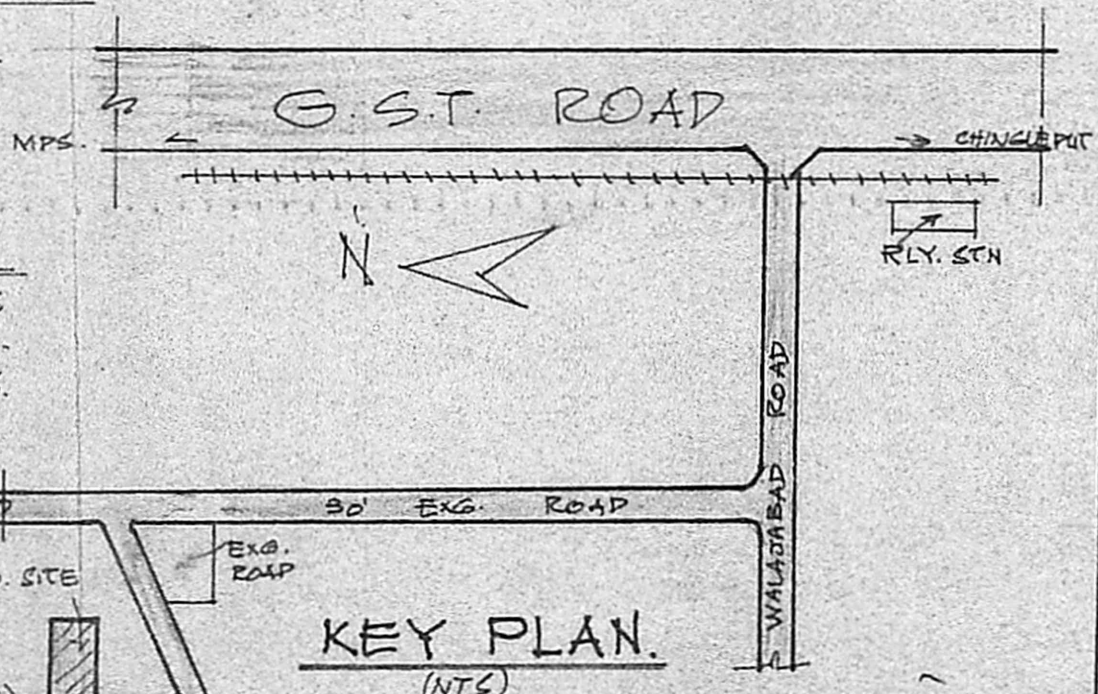 G.S.T. ROAD
MPS.
CHINGLEPUT
N
RLY. STN
WALAJABAD ROAD
30' EXG. ROAD
EXG.
ROAD
SITE
KEY PLAN.
(NTS)